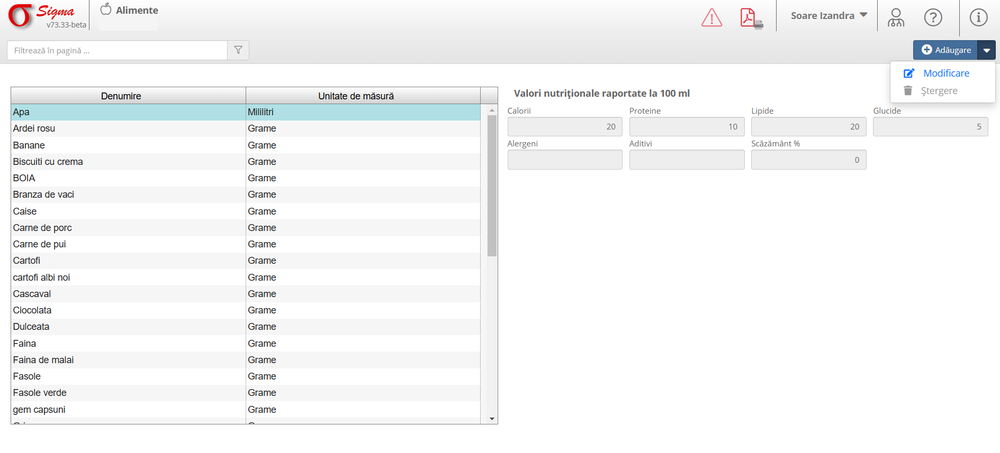 σ Sigma
v73.33-beta
Alimente
Soare Izandra
Filtrează în pagină ...
Adăugare
Modificare
Ștergere
Denumire Unitate de măsură
Apa Mililitri
Ardei rosu Grame
Banane Grame
Biscuiti cu crema Grame
BOIA Grame
Branza de vaci Grame
Caise Grame
Carne de porc Grame
Carne de pui Grame
Cartofi Grame
cartofi albi noi Grame
Cascaval Grame
Ciocolata Grame
Dulceata Grame
Faina Grame
Faina de malai Grame
Fasole Grame
Fasole verde Grame
gem capsuni Grame
Valori nutriționale raportate la 100 ml
Calorii Proteine Lipide Glucide
20 10 20 5
Alergeni Aditivi Scăzământ %
0